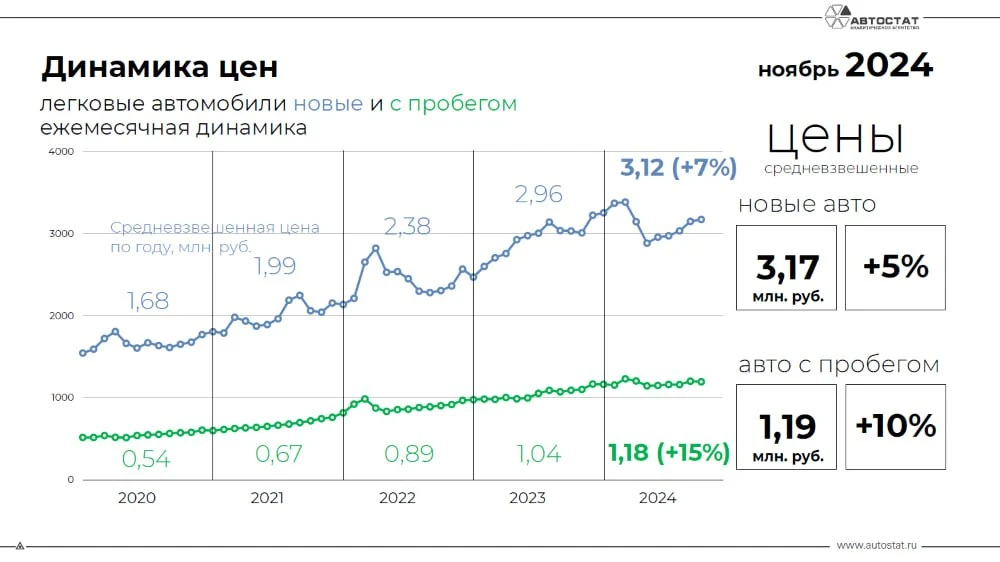 АВТОСТАТ
АНАЛИТИЧЕСКОЕ АГЕНТСТВО
Динамика цен
ноябрь 2024
легковые автомобили новые и с пробегом
ежемесячная динамика
цены
средневзвешенные
4000
3000
2000
1000
0
Средневзвешенная цена
по году, млн. руб.
1,68
1,99
2,38
2,96
3,12 (+7%)
0,54
0,67
0,89
1,04
1,18 (+15%)
2020
2021
2022
2023
2024
новые авто
3,17
млн. руб.
+5%
авто с пробегом
1,19
млн. руб.
+10%
www.autostat.ru